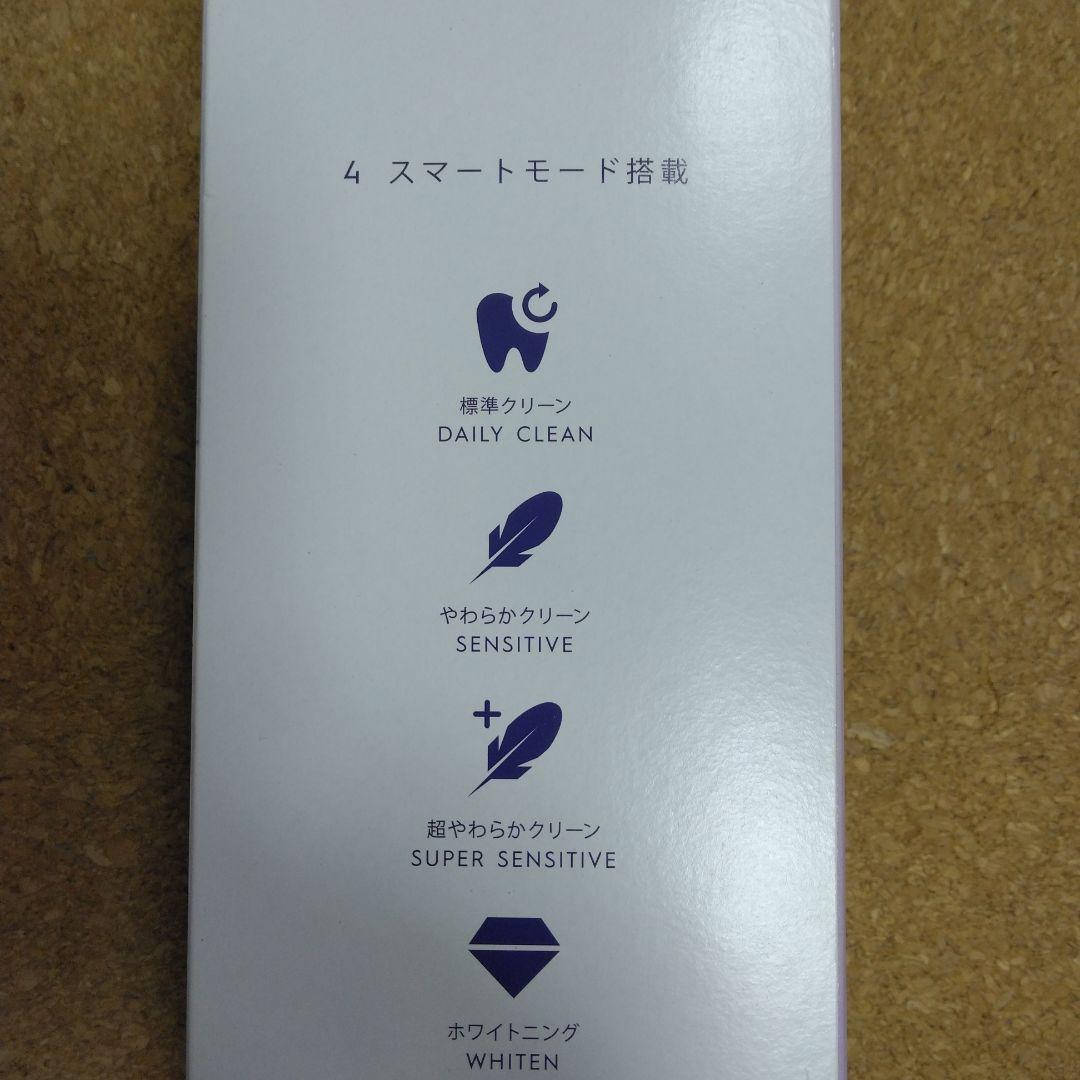 4 スマートモード搭載
標準クリーン
DAILY CLEAN
やわらかクリーン
SENSITIVE
超やわらかクリーン
SUPER SENSITIVE
ホワイトニング
WHITEN